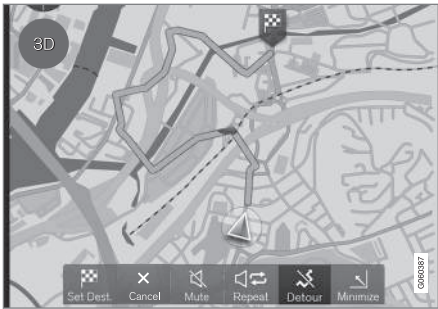 3D
Set Dest.
Cancel
Mute
Repeat
Detour
Minimize
G060387